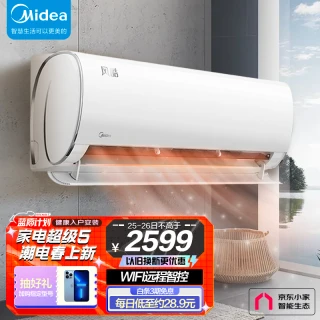 Midea
智慧生活可以更美的
风酷
Midea
蓝筒计划 健康入户安装
家电超级5
潮电看上新
抽好礼
25-26日不高于
¥2599
以旧换新更优惠
WIFI远程智控
白条3期免息
每日低至约28.9元
京东小家
智能生态